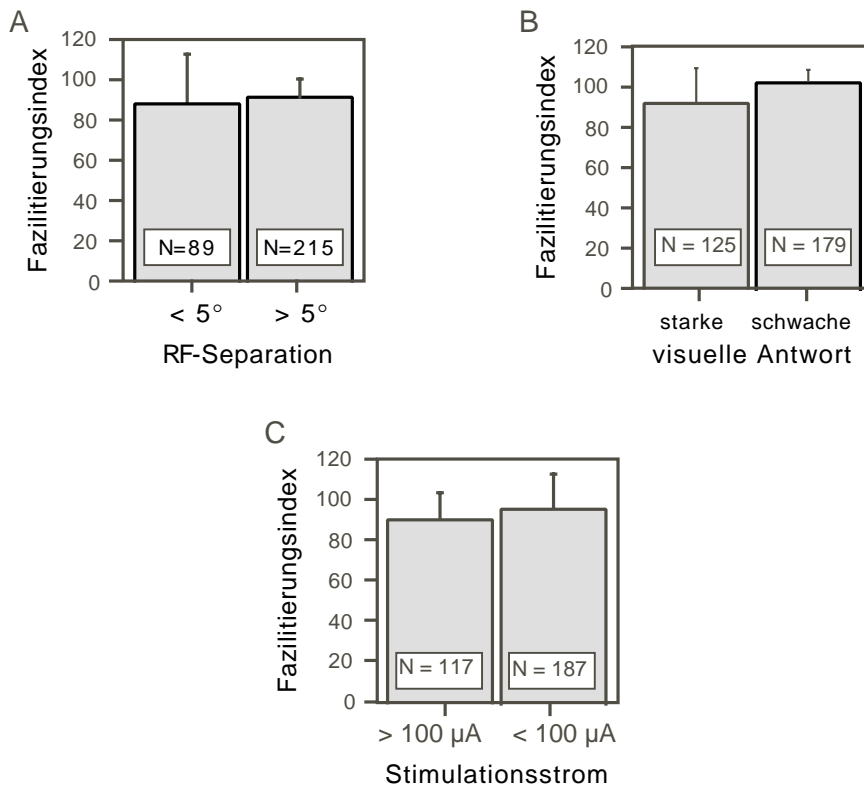 A
Fazilitierungsindex
120
100
80
60
40
20
0
N=89 N=215
< 5° > 5°
RF-Separation
B
Fazilitierungsindex
120
100
80
60
40
20
0
N = 125 N = 179
starke schwache
visuelle Antwort
C
Fazilitierungsindex
120
100
80
60
40
20
0
N = 117 N = 187
> 100 µA < 100 µA
Stimulationsstrom